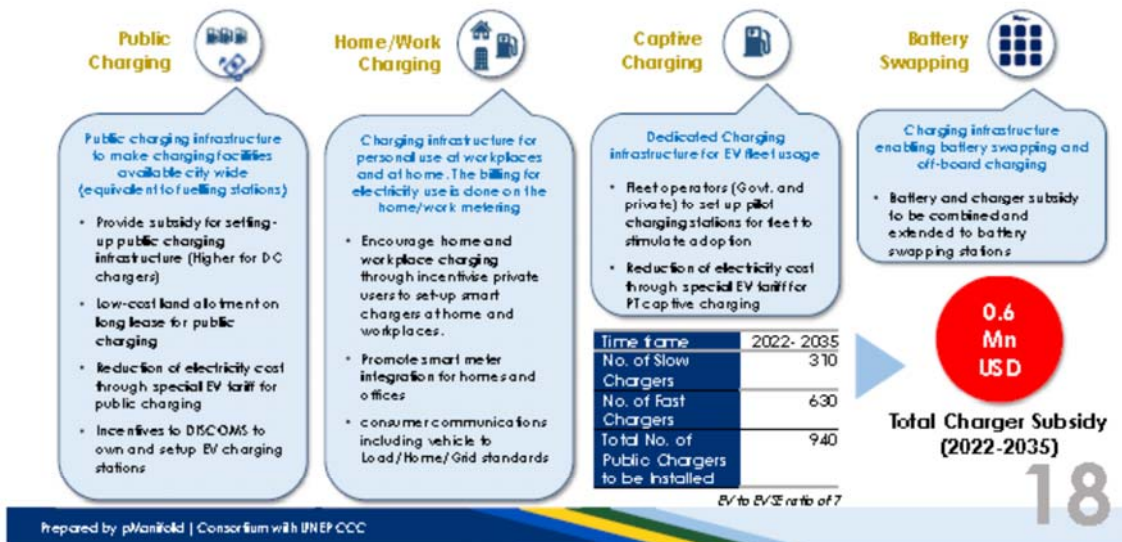 Public
Charging
Public charging infrastructure
to make charging facilities
available city wide
(equivalent to fuelling stations)
• Provide subsidy for setting-
up public charging
infrastructure (Higher for DC
chargers)
• Low-cost land allotment on
long lease for public
charging
• Reduction of electricity cost
through special EV tariff for
public charging
• Incentives to DISCOMS to
own and setup EV charging
stations
Home/Work
Charging
Charging infrastructure for
personal use at workplaces
and at home. The billing for
electricity use is done on the
home/work metering
• Encourage home and
workplace charging
through incentivise private
users to set-up smart
chargers at home and
workplaces.
• Promote smart meter
integration for homes and
offices
• consumer communications
including vehicle to
Load/Home/Grid standards
Captive
Charging
Dedicated Charging
infrastructure for EV fleet usage
• Fleet operators (Govt. and
private) to set up pilot
charging stations for fleet to
stimulate adoption
• Reduction of electricity cost
through special EV tariff for
PT captive charging
Battery
Swapping
Charging infrastructure
enabling battery swapping and
off-board charging
• Battery and charger subsidy
to be combined and
extended to battery
swapping stations
Time frame 2022- 2035
No. of Slow 310
Chargers
No. of Fast 630
Chargers
Total No. of 940
Public Chargers
to be Installed
EV to EVSE ratio of 7
0.6
Mn
USD
Total Charger Subsidy
(2022-2035)
18
Prepared by pManifold | Consortium with UNEP CCC